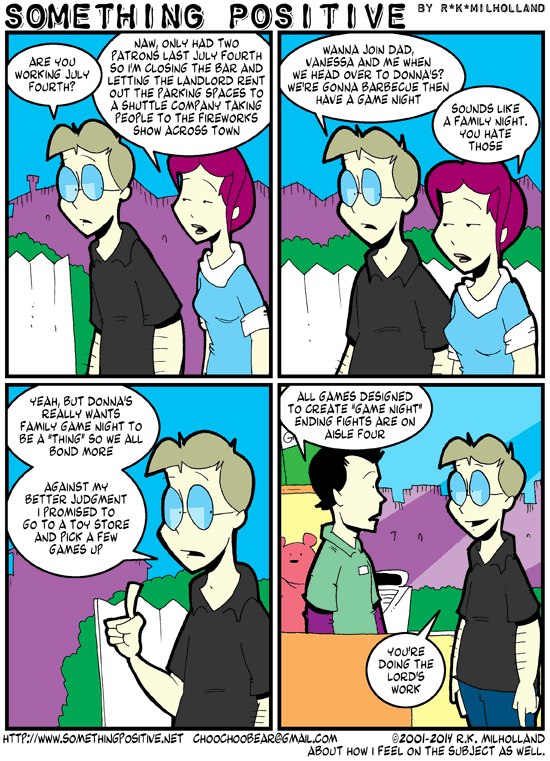 SOMETHING POSITIVE BY R*K*MILHOLLAND
ARE YOU
WORKING JULY
FOURTH?
NAW, ONLY HAD TWO
PATRONS LAST JULY FOURTH
SO I'M CLOSING THE BAR AND
LETTING THE LANDLORD RENT
OUT THE PARKING SPACES TO
A SHUTTLE COMPANY TAKING
PEOPLE TO THE FIREWORKS
SHOW ACROSS TOWN
WANNA JOIN DAD,
VANESSA AND ME WHEN
WE HEAD OVER TO DONNA'S?
WE'RE GONNA BARBECUE THEN
HAVE A GAME NIGHT
SOUNDS LIKE
A FAMILY NIGHT.
YOU HATE
THOSE
YEAH, BUT DONNA'S
REALLY WANTS
FAMILY GAME NIGHT TO
BE A "THING" SO WE ALL
BOND MORE
AGAINST MY
BETTER JUDGMENT
I PROMISED TO
GO TO A TOY STORE
AND PICK A FEW
GAMES UP
ALL GAMES DESIGNED
TO CREATE "GAME NIGHT"
ENDING FIGHTS ARE ON
AISLE FOUR
G
YOU'RE
DOING THE
LORD'S
WORK
HTTP://WWW.SOMETHINGPOSITIVE.NET CHOOCHOOBEAR@GMAIL.COM ©2001-2014 R.K. MILHOLLAND
ABOUT HOW I FEEL ON THE SUBJECT AS WELL.